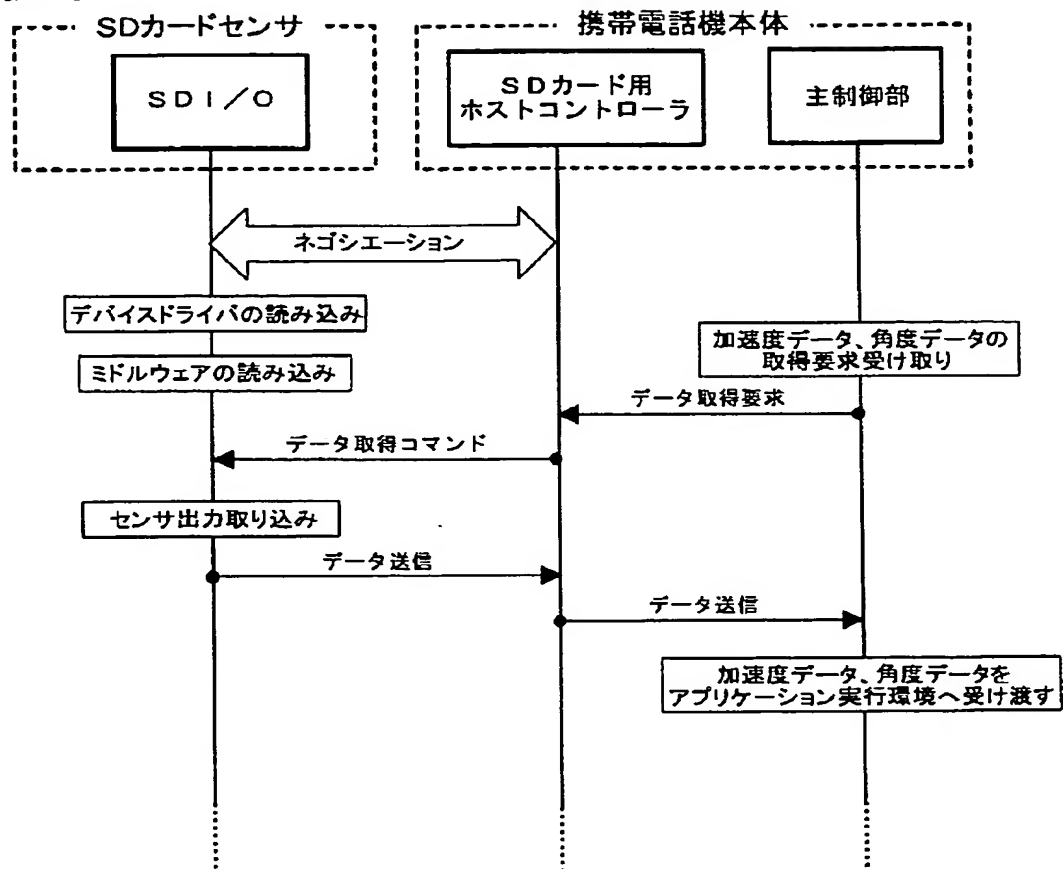 SDカードセンサ
携帯電話機本体
SDI/O
SDカード用
ホストコントローラ
主制御部
ネゴシエーション
デバイスドライバの読み込み
ミドルウェアの読み込み
加速度データ、角度データの
取得要求受け取り
データ取得要求
データ取得コマンド
センサ出力取り込み
データ送信
データ送信
加速度データ、角度データを
アプリケーション実行環境へ受け渡す